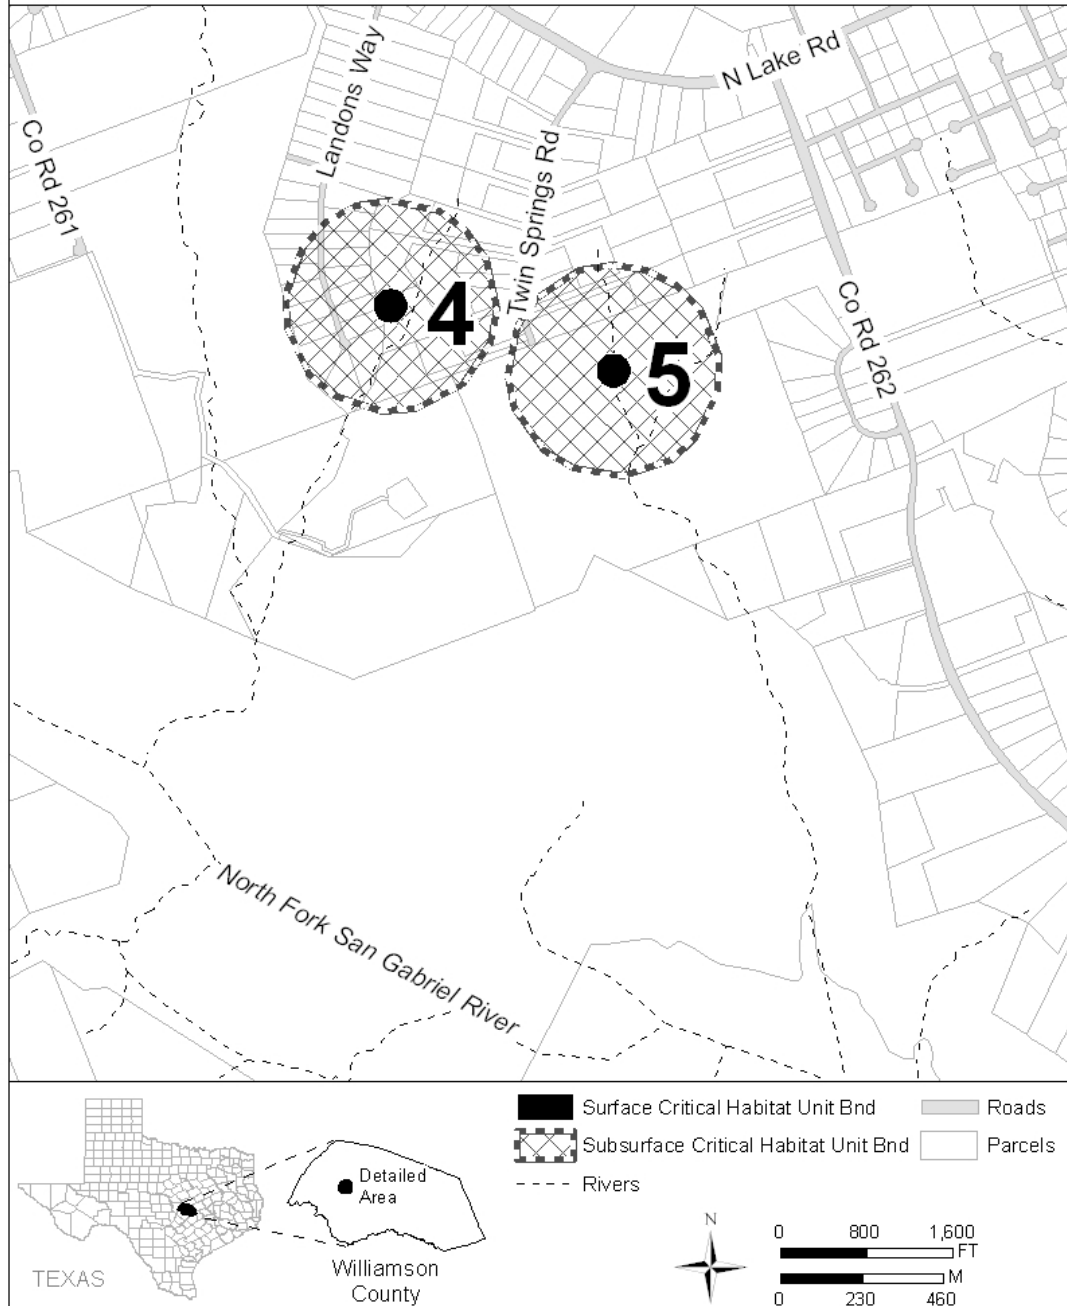 N Lake Rd
Landons Way
Co Rd 261
Twin Springs Rd
4
5
Co Rd 262
North Fork San Gabriel River
Surface Critical Habitat Unit Bnd
Roads
Subsurface Critical Habitat Unit Bnd
Parcels
Rivers
Detailed
Area
TEXAS
Williamson
County
N
0 800 1,600
FT
M
0 230 460